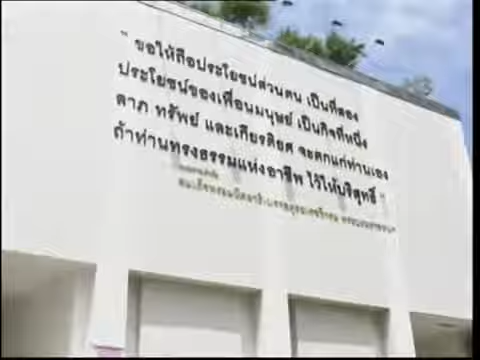 " ขอให้ถือประโยชน์ส่วนตน เป็นที่สอง
ประโยชน์ของเพื่อนมนุษย์ เป็นกิจที่หนึ่ง
ลาภ ทรัพย์ และเกียรติยศ จะตกแก่ท่านเอง
ถ้าท่านทรงธรรมแห่งอาชีพ ไว้ให้บริสุทธิ์ "